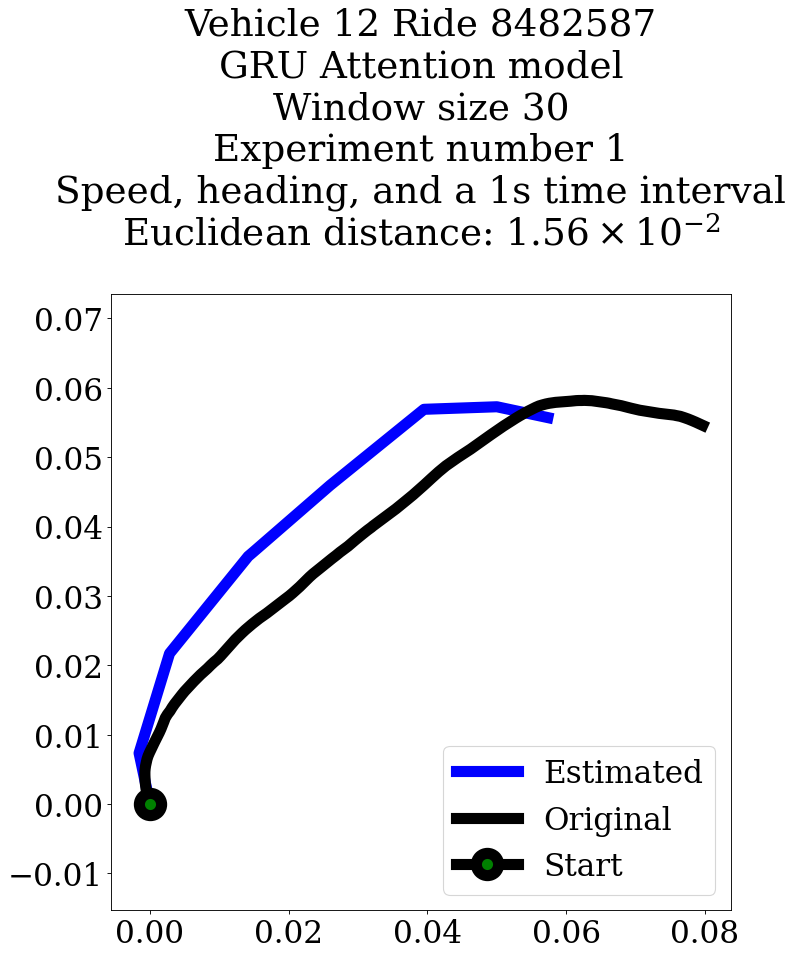 Vehicle 12 Ride 8482587
GRU Attention model
Window size 30
Experiment number 1
Speed, heading, and a 1s time interval
Euclidean distance: 1.56 × 10⁻²
0.07
0.06
0.05
0.04
0.03
0.02
0.01
0.00
−0.01
Estimated
Original
Start
0.00 0.02 0.04 0.06 0.08